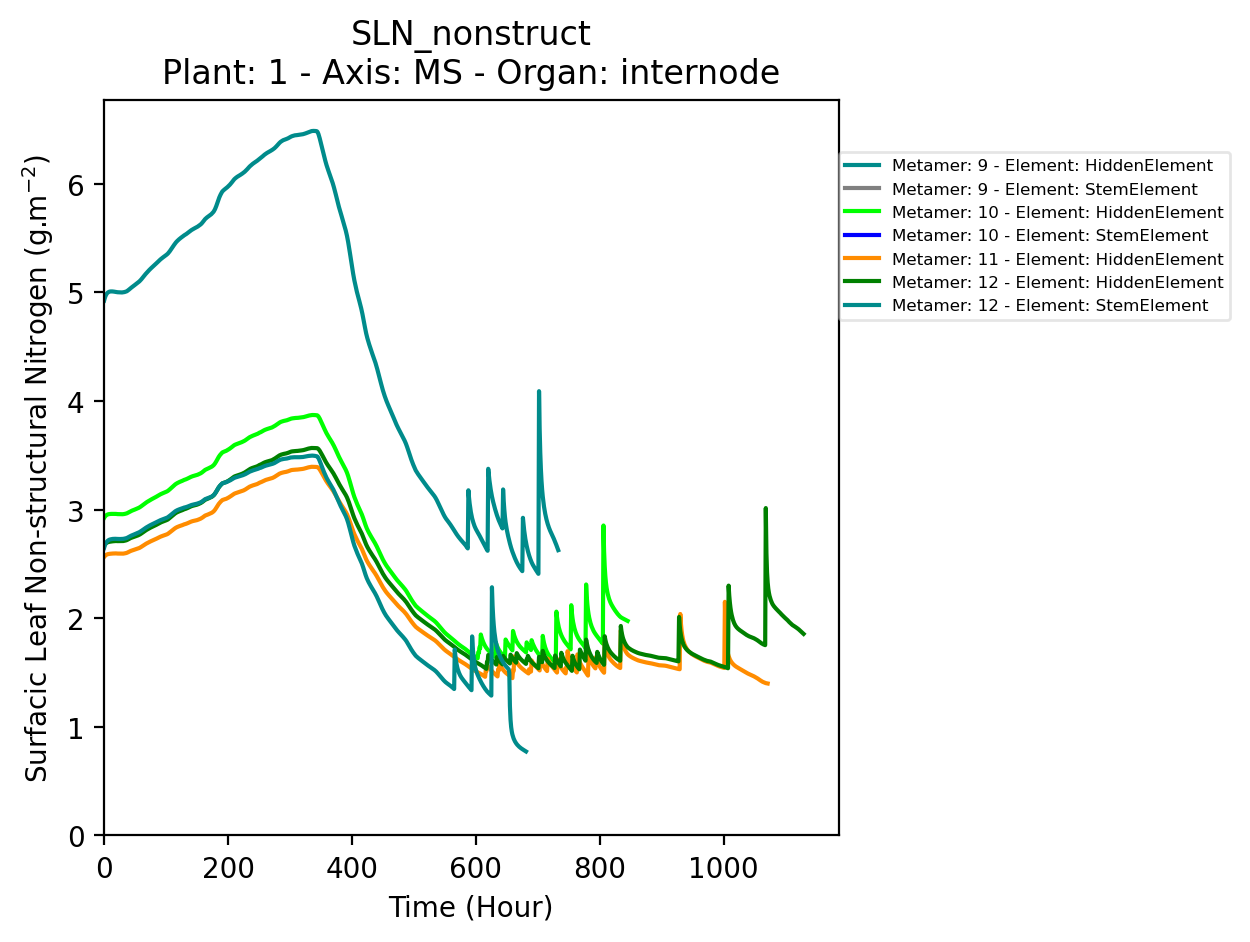 SLN_nonstruct
Plant: 1 - Axis: MS - Organ: internode
Surfacic Leaf Non-structural Nitrogen (g.m⁻²)
6
5
4
3
2
1
0
0 200 400 600 800 1000
Time (Hour)
Metamer: 9 - Element: HiddenElement
Metamer: 9 - Element: StemElement
Metamer: 10 - Element: HiddenElement
Metamer: 10 - Element: StemElement
Metamer: 11 - Element: HiddenElement
Metamer: 12 - Element: HiddenElement
Metamer: 12 - Element: StemElement